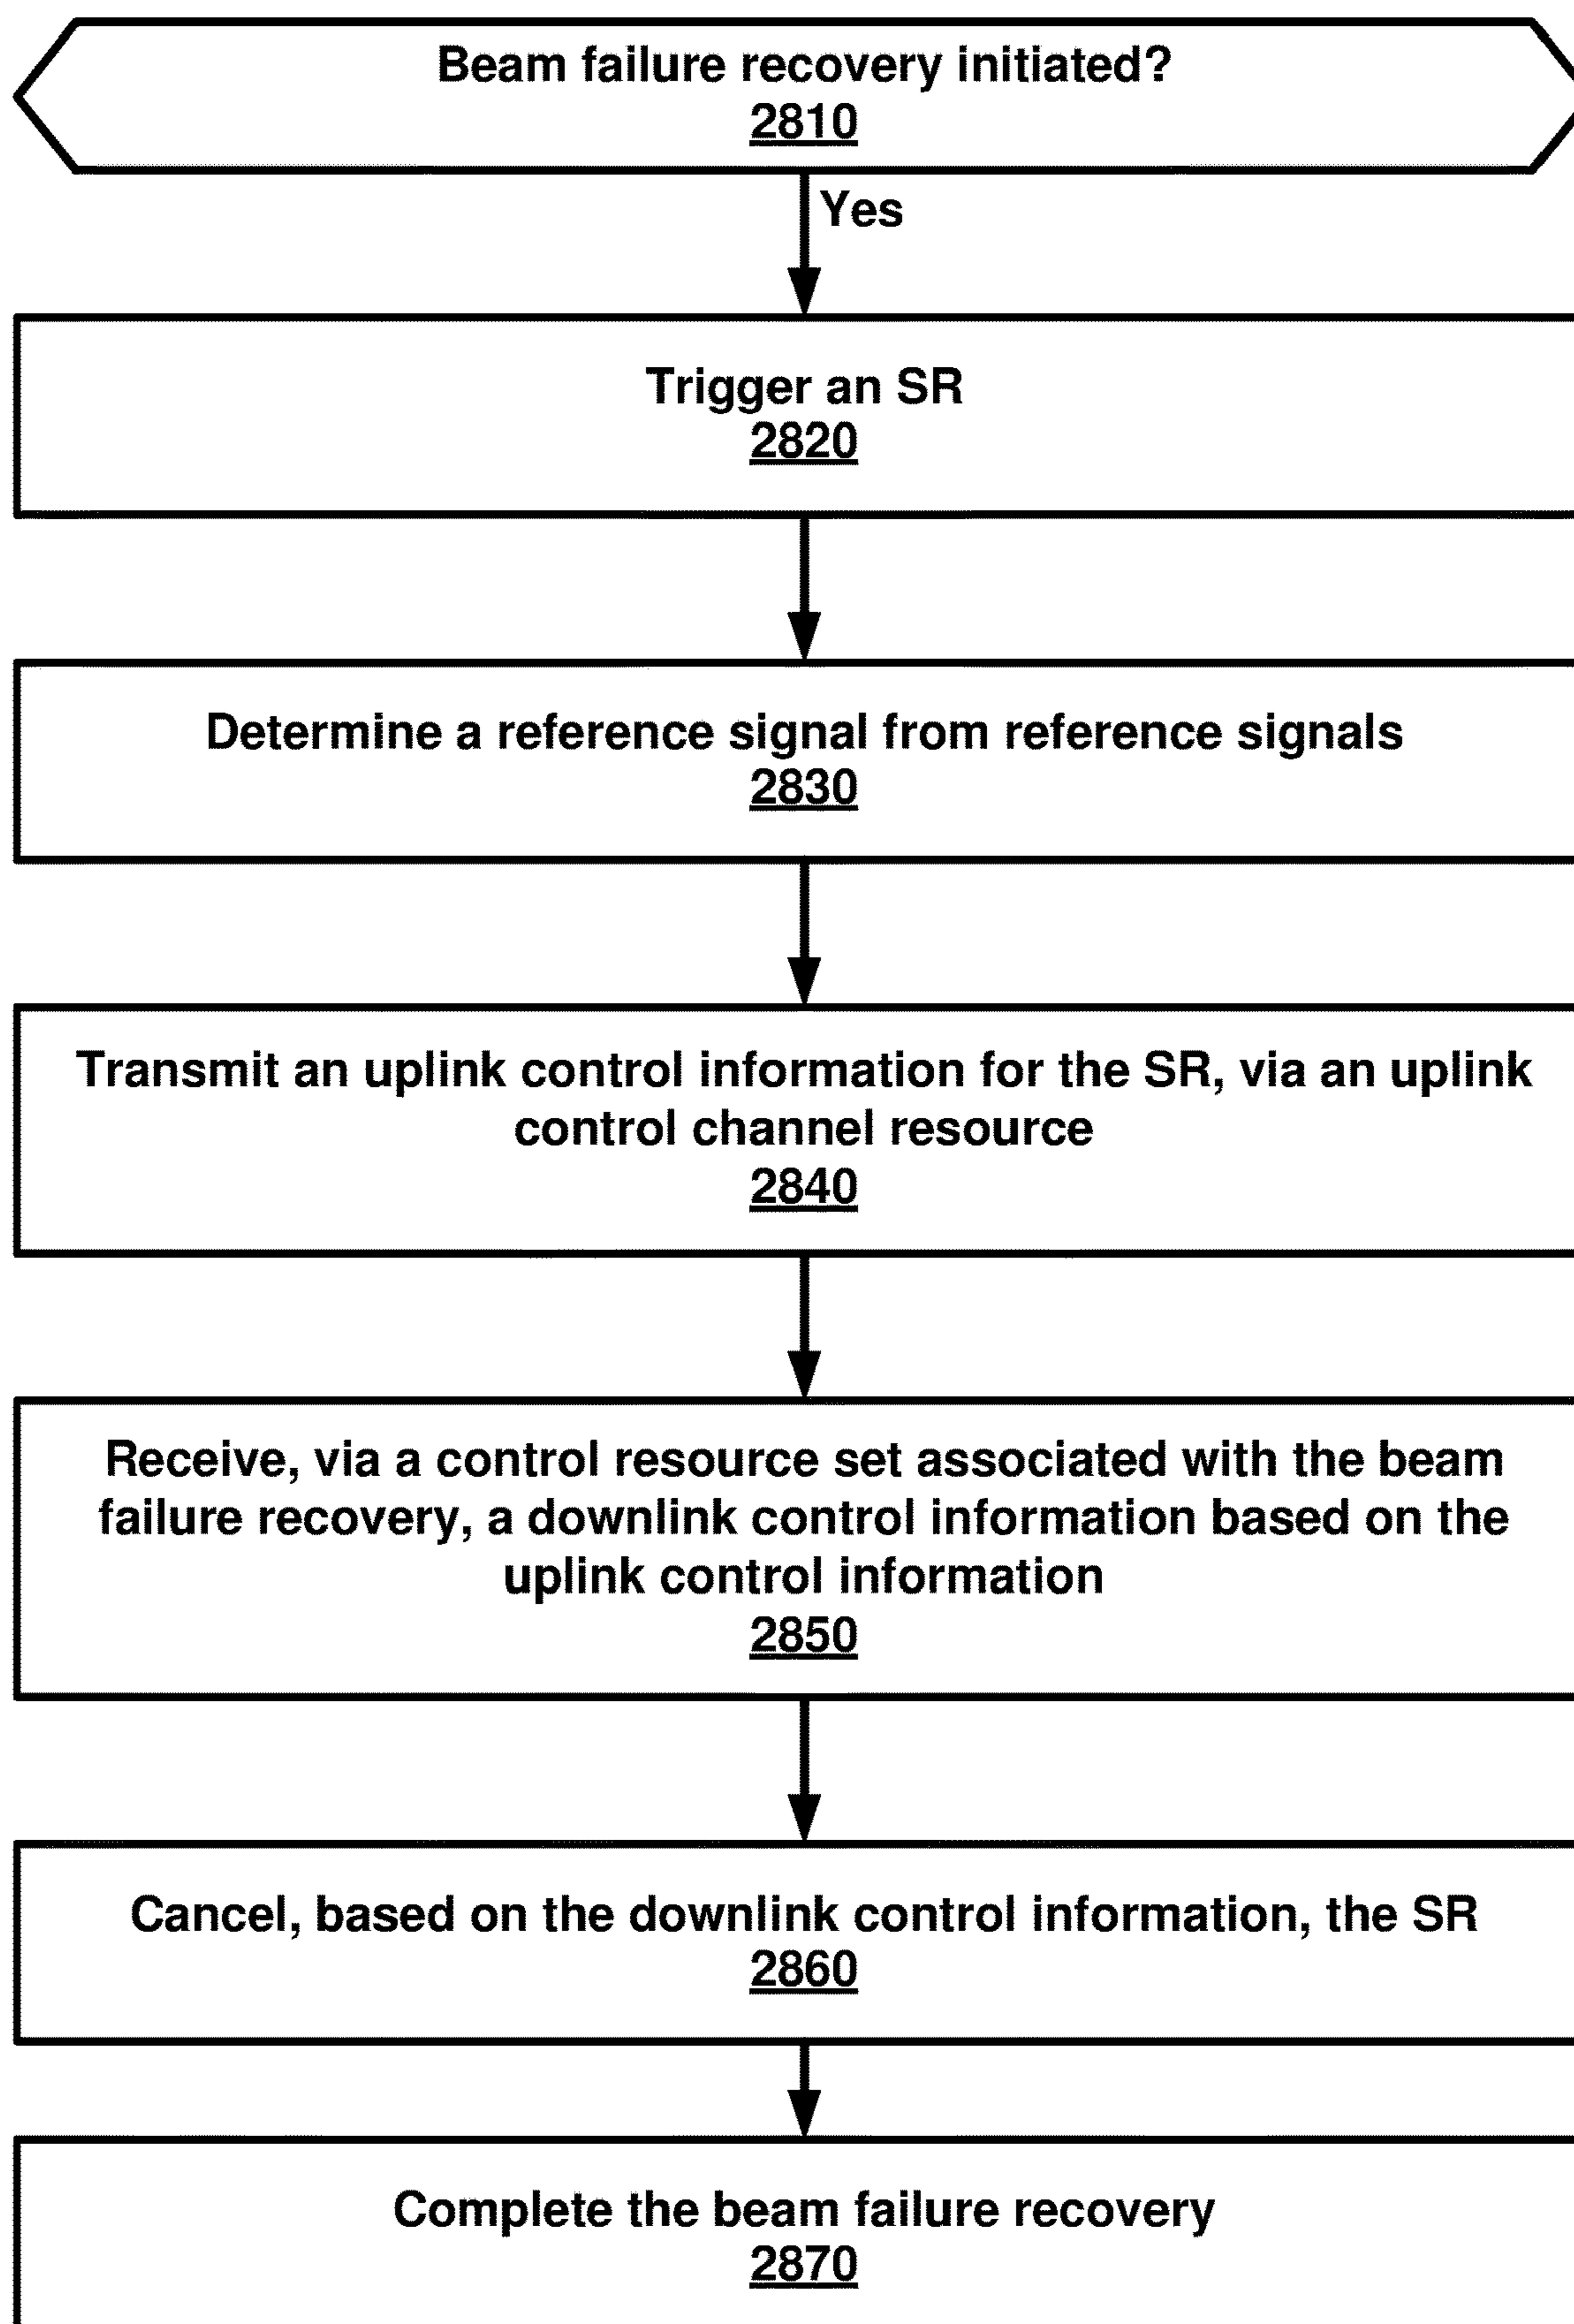 Beam failure recovery initiated?
2810
Yes
Trigger an SR
2820
Determine a reference signal from reference signals
2830
Transmit an uplink control information for the SR, via an uplink
control channel resource
2840
Receive, via a control resource set associated with the beam
failure recovery, a downlink control information based on the
uplink control information
2850
Cancel, based on the downlink control information, the SR
2860
Complete the beam failure recovery
2870